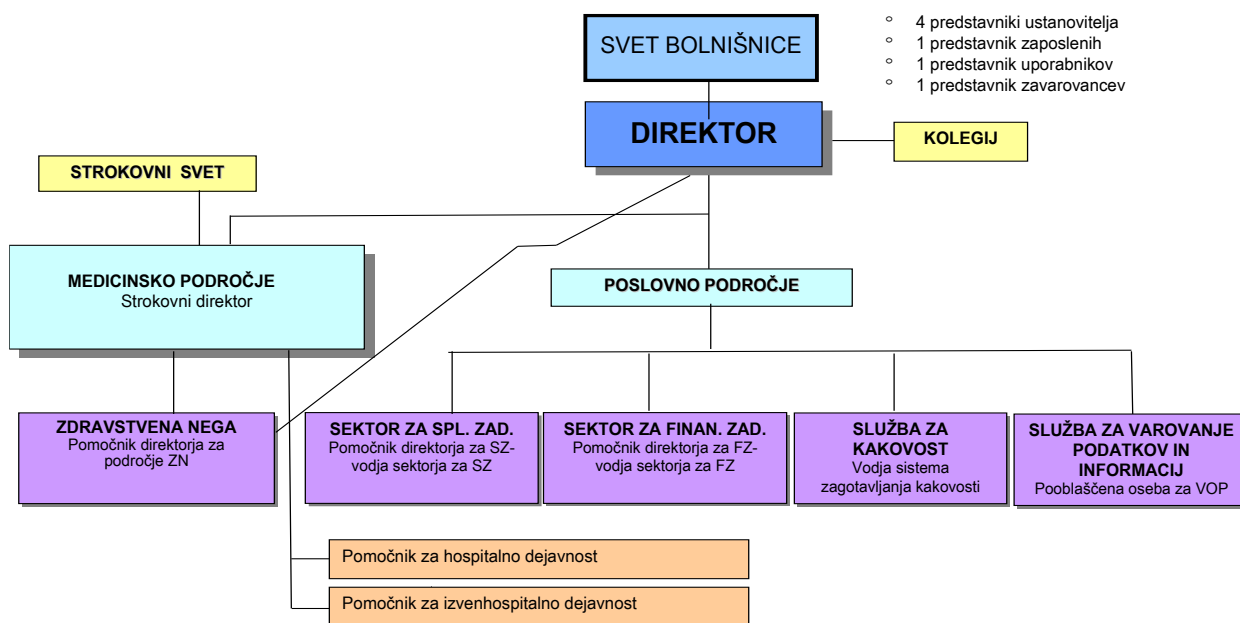 SVET BOLNIŠNICE
° 4 predstavniki ustanovitelja
° 1 predstavnik zaposlenih
° 1 predstavnik uporabnikov
° 1 predstavnik zavarovancev
DIREKTOR
KOLEGIJ
STROKOVNI SVET
MEDICINSKO PODROČJE
Strokovni direktor
POSLOVNO PODROČJE
ZDRAVSTVENA NEGA
Pomočnik direktorja za
področje ZN
SEKTOR ZA SPL. ZAD.
Pomočnik direktorja za SZ-
vodja sektorja za SZ
SEKTOR ZA FINAN. ZAD.
Pomočnik direktorja za FZ-
vodja sektorja za FZ
SLUŽBA ZA
KAKOVOST
Vodja sistema
zagotavljanja kakovosti
SLUŽBA ZA VAROVANJE
PODATKOV IN
INFORMACIJ
Pooblaščena oseba za VOP
Pomočnik za hospitalno dejavnost
Pomočnik za izvenhospitalno dejavnost